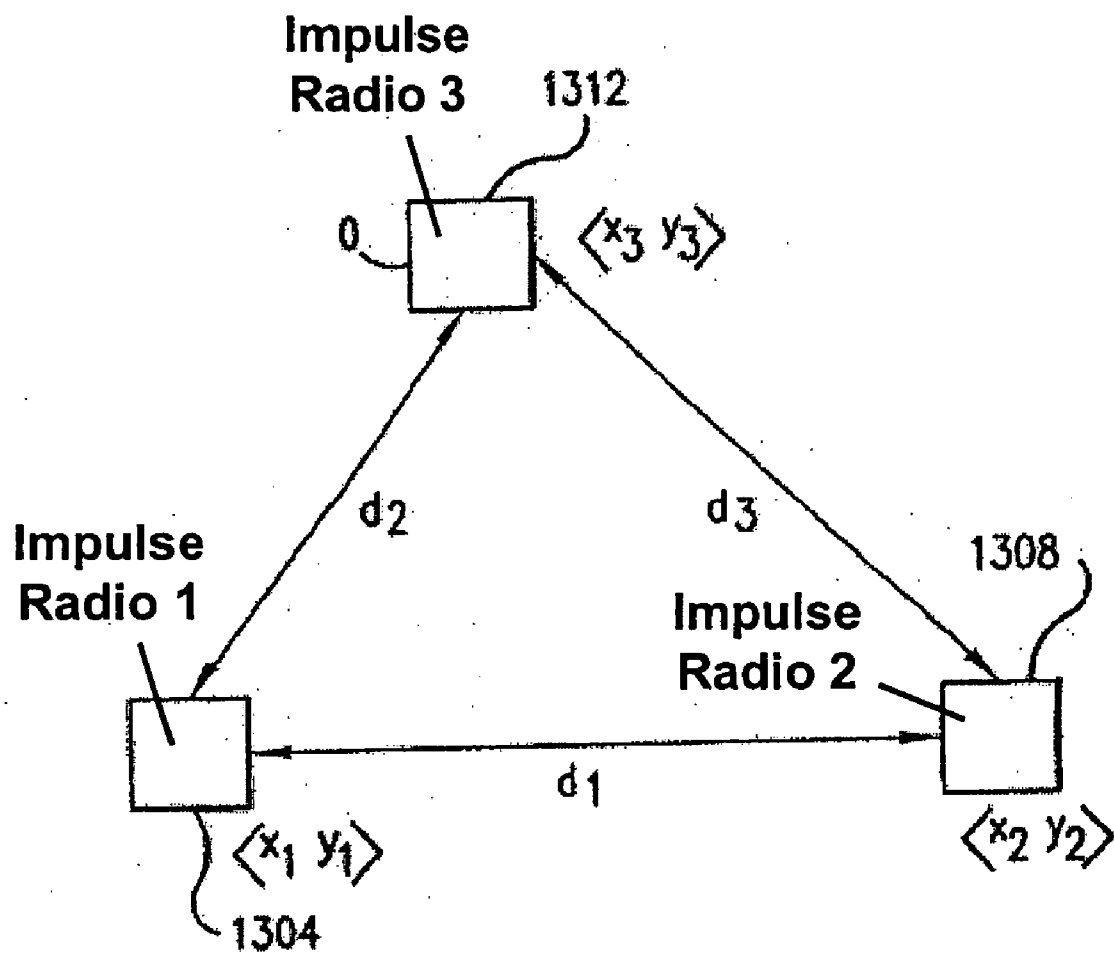 Impulse
Radio 3
1312
0
⟨x3 y3⟩
d2
d3
Impulse
Radio 1
1308
Impulse
Radio 2
d1
⟨x1 y1⟩
⟨x2 y2⟩
1304